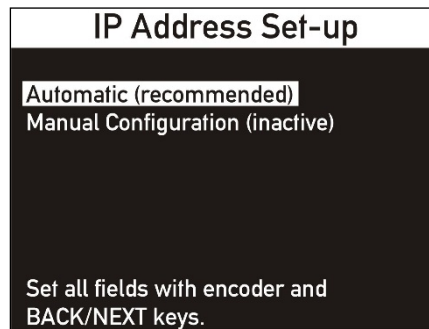 IP Address Set-up
Automatic (recommended)
Manual Configuration (inactive)
Set all fields with encoder and
BACK/NEXT keys.